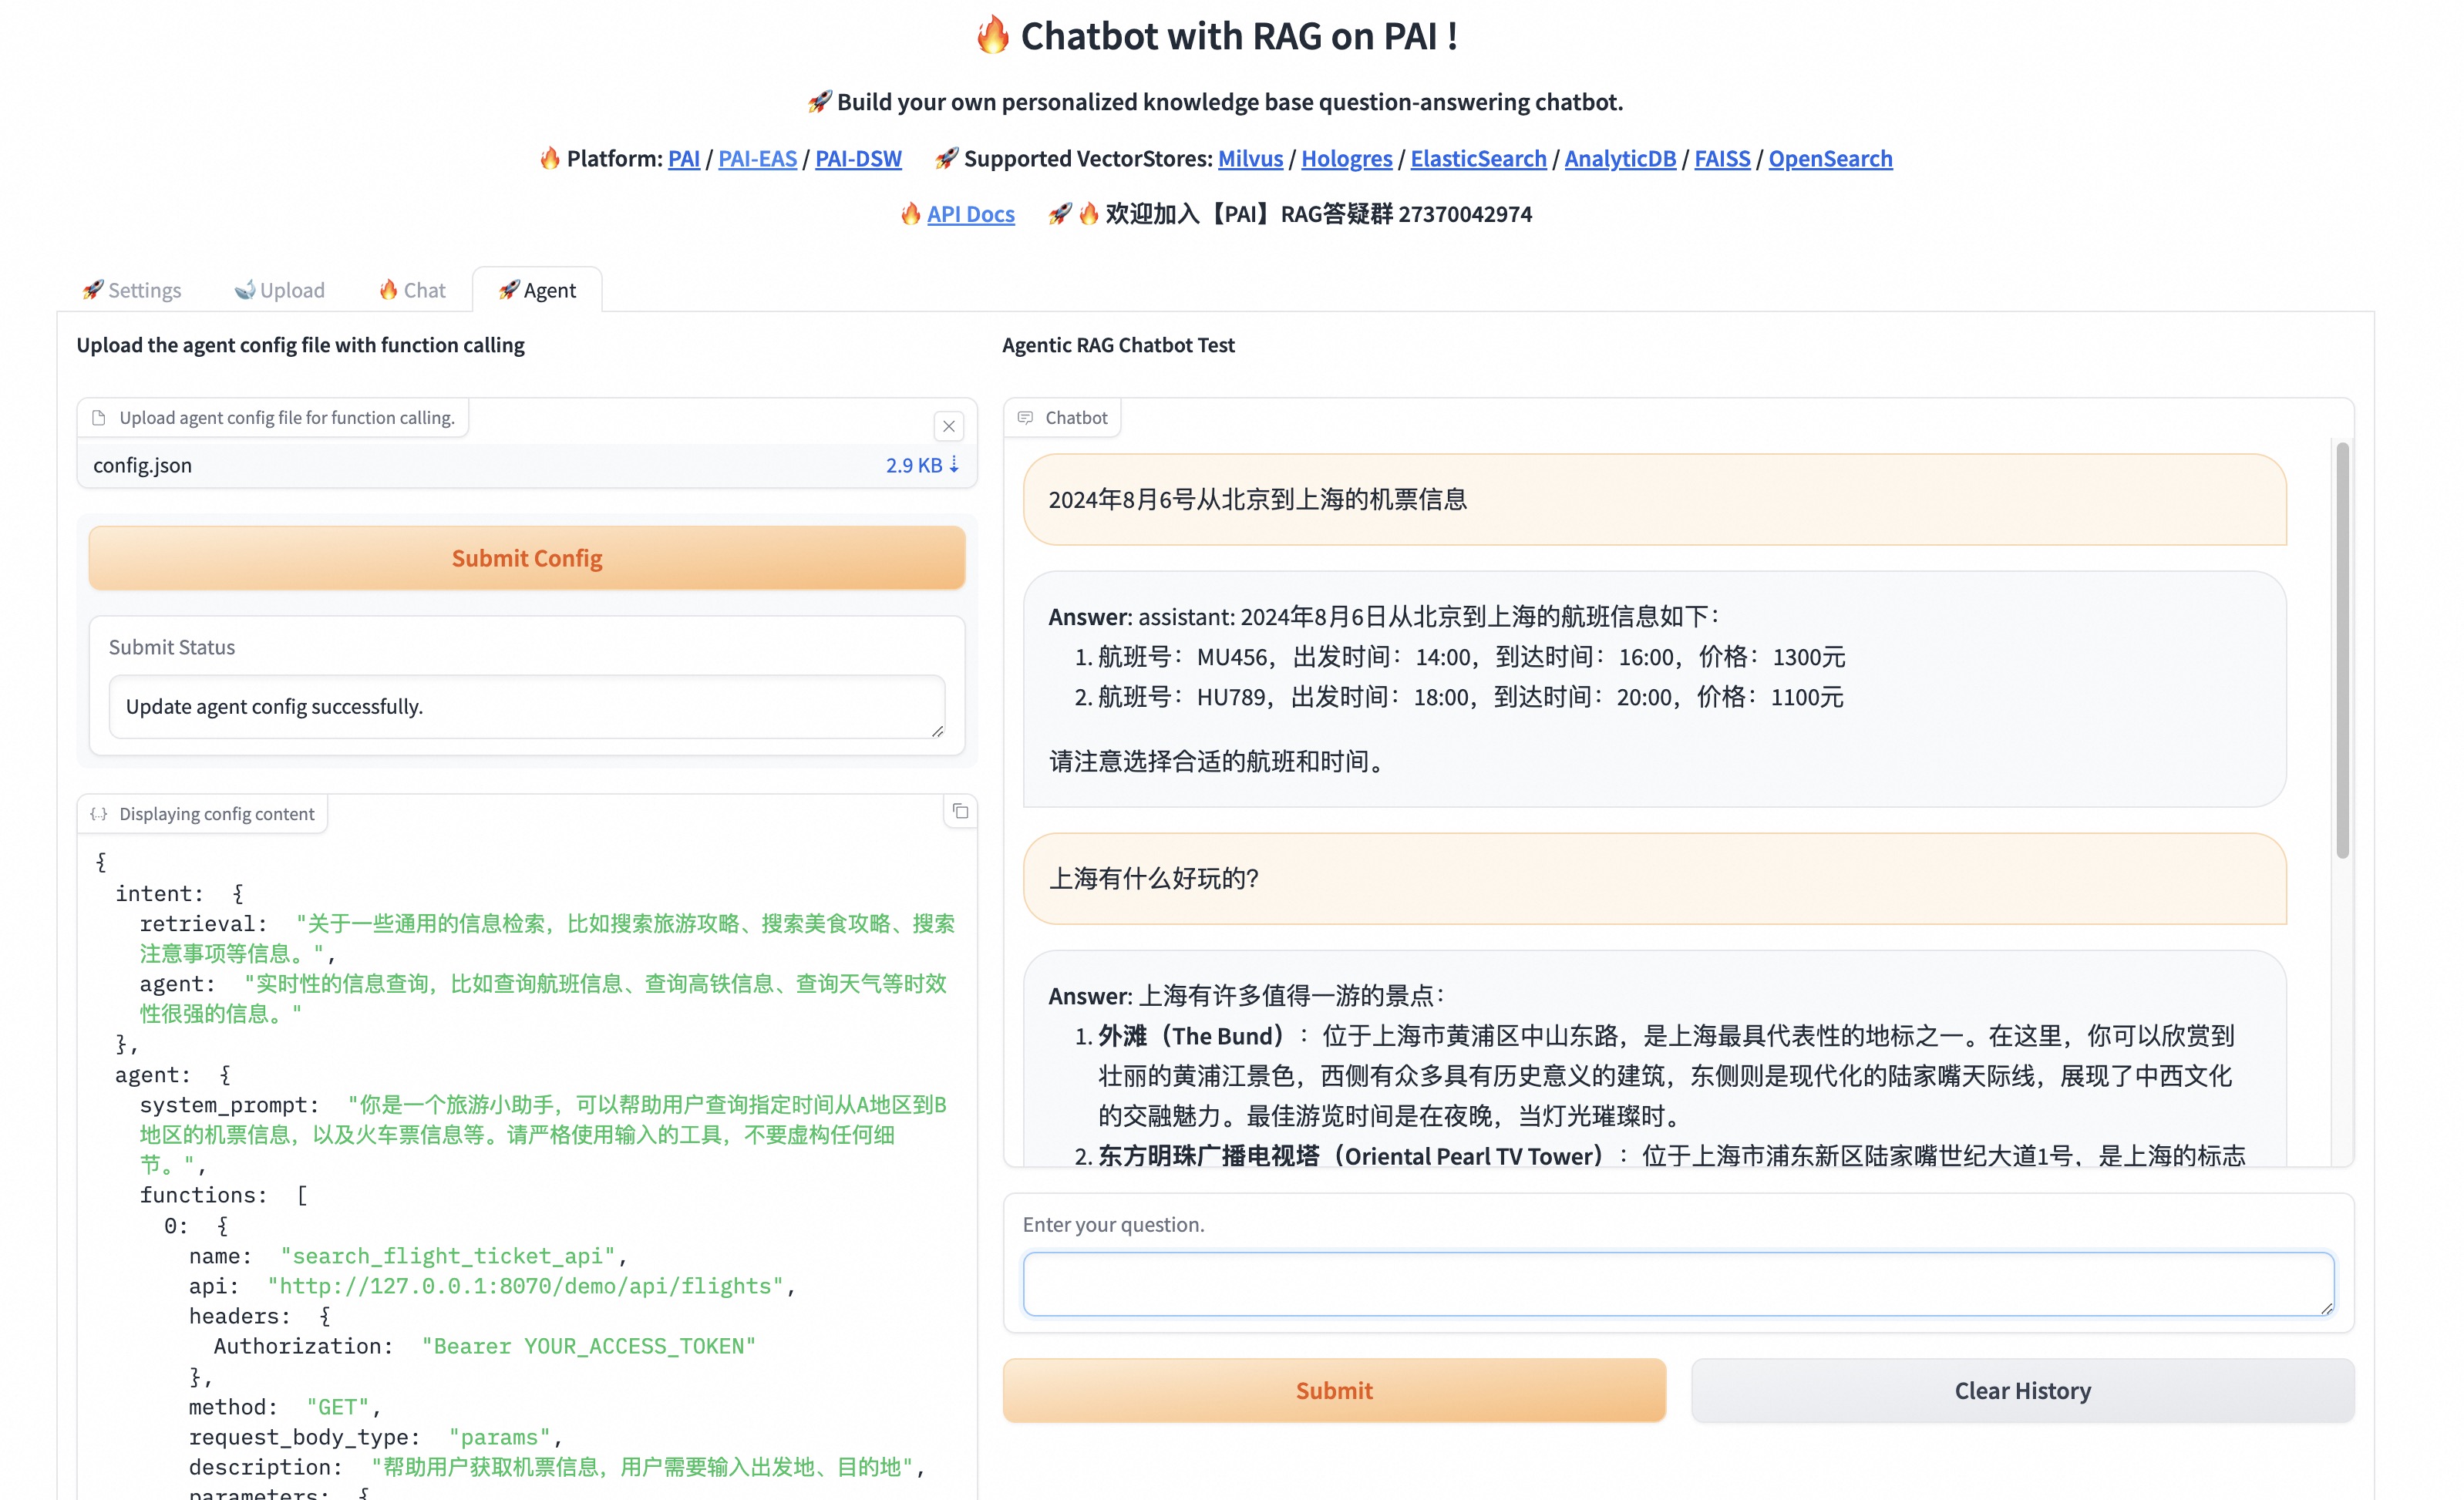 🔥 Chatbot with RAG on PAI !
🚀 Build your own personalized knowledge base question-answering chatbot.
🔥 Platform: PAI / PAI-EAS / PAI-DSW 🚀 Supported VectorStores: Milvus / Hologres / ElasticSearch / AnalyticDB / FAISS / OpenSearch
🔥 API Docs 🚀 🔥 欢迎加入【PAI】RAG答疑群 27370042974
🚀 Settings
Upload
🔥 Chat
🚀 Agent
Upload the agent config file with function calling
Upload agent config file for function calling.
config.json 2.9 KB ⇣
Submit Config
Submit Status
Update agent config successfully.
Displaying config content
{
intent: {
retrieval: "关于一些通用的信息检索，比如搜索旅游攻略、搜索美食攻略、搜索
注意事项等信息。",
agent: "实时性的信息查询，比如查询航班信息、查询高铁信息、查询天气等时效
性很强的信息。"
},
agent: {
system_prompt: "你是一个旅游小助手，可以帮助用户查询指定时间从A地区到B
地区的机票信息，以及火车票信息等。请严格使用输入的工具，不要虚构任何细
节。",
functions: [
0: {
name: "search_flight_ticket_api",
api: "http://127.0.0.1:8070/demo/api/flights",
headers: {
Authorization: "Bearer YOUR_ACCESS_TOKEN"
},
method: "GET",
request_body_type: "params",
description: "帮助用户获取机票信息，用户需要输入出发地、目的地",
parameters: {
Agentic RAG Chatbot Test
Chatbot
2024年8月6号从北京到上海的机票信息
Answer: assistant: 2024年8月6日从北京到上海的航班信息如下：
1. 航班号：MU456，出发时间：14:00，到达时间：16:00，价格：1300元
2. 航班号：HU789，出发时间：18:00，到达时间：20:00，价格：1100元
请注意选择合适的航班和时间。
上海有什么好玩的?
Answer: 上海有许多值得一游的景点：
1. 外滩（The Bund）：位于上海市黄浦区中山东路，是上海最具代表性的地标之一。在这里，你可以欣赏到
壮丽的黄浦江景色，西侧有众多具有历史意义的建筑，东侧则是现代化的陆家嘴天际线，展现了中西文化
的交融魅力。最佳游览时间是在夜晚，当灯光璀璨时。
2. 东方明珠广播电视塔（Oriental Pearl TV Tower）：位于上海市浦东新区陆家嘴世纪大道1号，是上海的标志
Enter your question.
Submit
Clear History